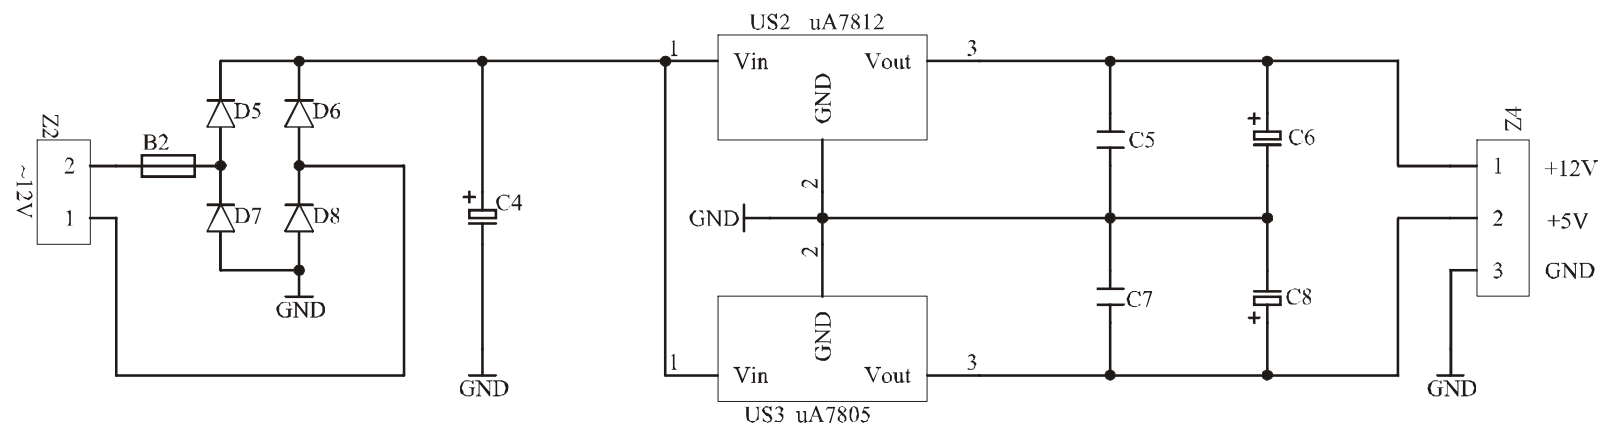 US2 uA7812
1
Vin
Vout
3
GND
D5
D6
Z2
B2
2
~12V
1
D7
D8
GND
C4
GND
C5
C6
2
GND
2
C7
C8
GND
1
Vin
Vout
3
US3 uA7805
Z4
1
+12V
2
+5V
3
GND
GND